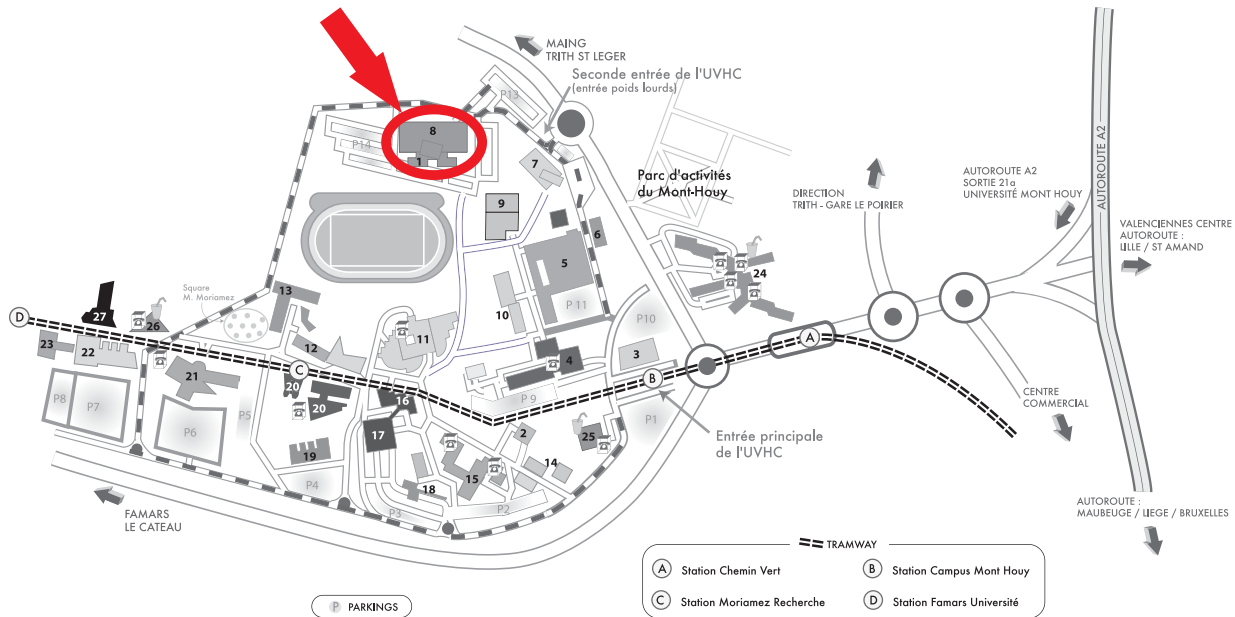 MAING
TRITH ST LEGER
Seconde entrée de l'UVHC
(entrée poids lourds)
P13
8
P14
1
7
Parc d'activités
du Mont-Houy
DIRECTION
TRITH - GARE LE POIRIER
AUTOROUTE A2
SORTIE 21a
UNIVERSITÉ MONT HOUY
AUTOROUTE A2
VALENCIENNES CENTRE
AUTOROUTE :
LILLE / ST AMAND
9
6
5
24
P 11
10
P10
Square
M. Moriamez
13
27
26
D
23
22
12
11
4
3
A
B
C
21
20
20
16
P 9
P8
P7
P6
P5
17
2
25
P1
CENTRE
COMMERCIAL
Entrée principale
de l'UVHC
19
14
15
18
P4
P3
P2
FAMARS
LE CATEAU
AUTOROUTE :
MAUBEUGE / LIEGE / BRUXELLES
TRAMWAY
A Station Chemin Vert
B Station Campus Mont Houy
C Station Moriamez Recherche
D Station Famars Université
P PARKINGS